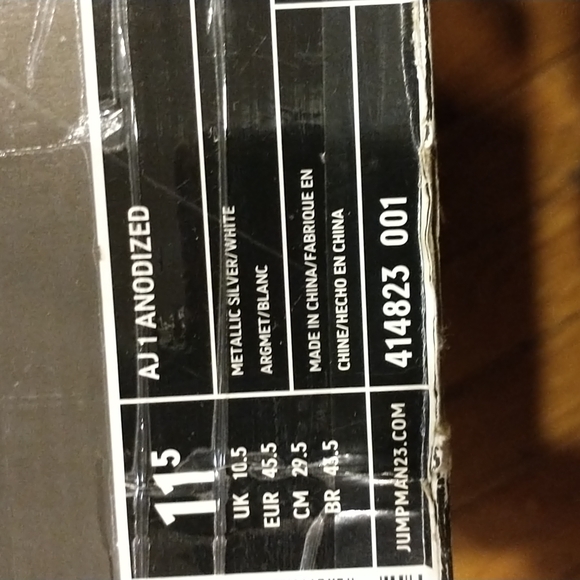 AJ 1 ANODIZED
METALLIC SILVER/WHITE
ARGMET/BLANC
MADE IN CHINA/FABRIQUE EN
CHINE/HECHO EN CHINA
414823 001
11.5
UK 10.5
EUR 45.5
CM 29.5
BR 43.5
JUMPMAN23.COM